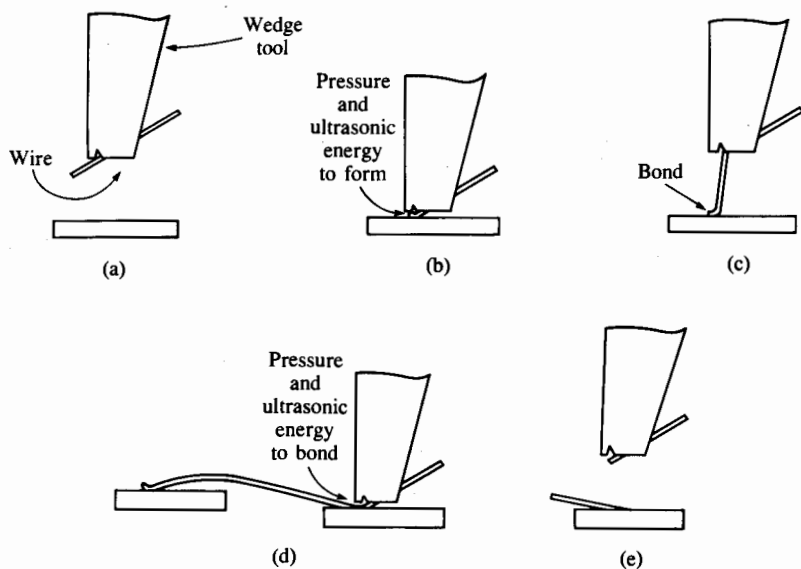 Wedge
tool
Wire
(a)
Pressure
and
ultrasonic
energy
to form
(b)
Bond
(c)
Pressure
and
ultrasonic
energy
to bond
(d)
(e)